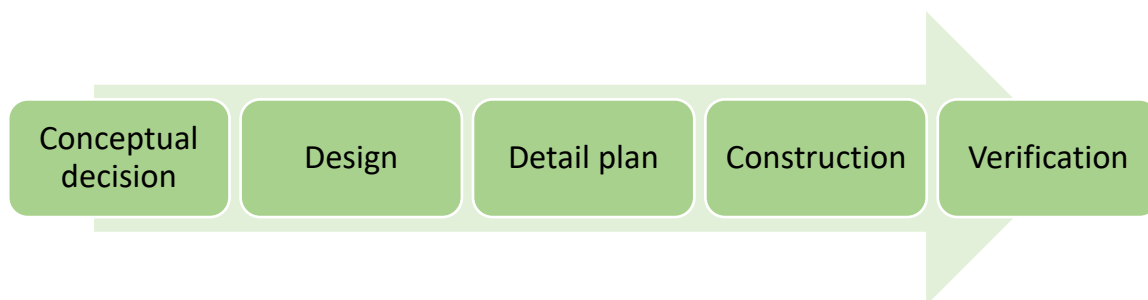 Conceptual
decision
Design
Detail plan
Construction
Verification